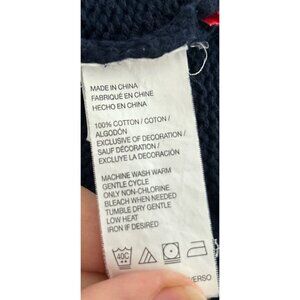 MADE IN CHINA
FABRIQUÉ EN CHINE
HECHO EN CHINA
100% COTTON / COTON /
ALGODÓN
EXCLUSIVE OF DECORATION /
SAUF DÉCORATION /
EXCLUYE LA DECORACIÓN
MACHINE WASH WARM
GENTLE CYCLE
ONLY NON-CHLORINE
BLEACH WHEN NEEDED
TUMBLE DRY GENTLE
LOW HEAT
IRON IF DESIRED
40C
VERSO